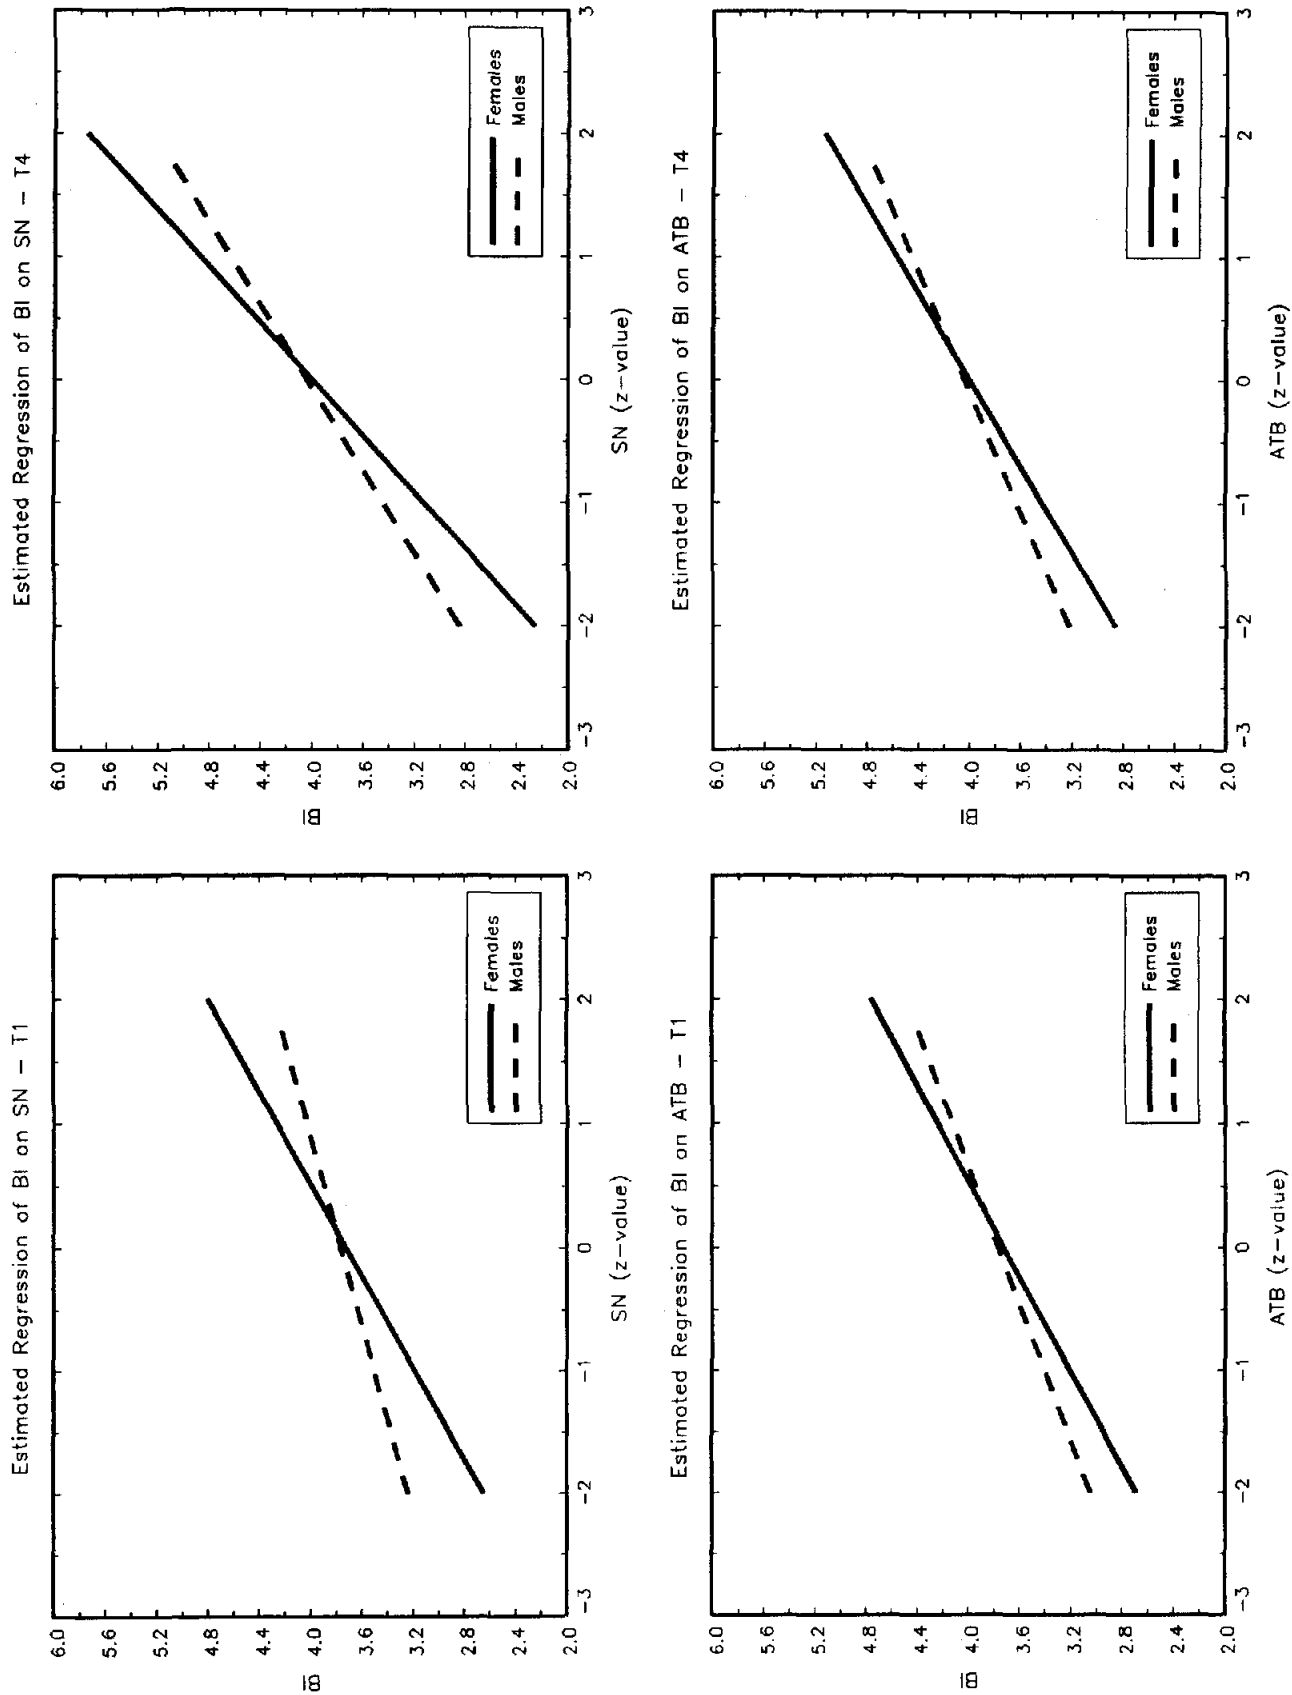 Estimated Regression of BI on SN – T1
BI
6.0
5.6
5.2
4.8
4.4
4.0
3.6
3.2
2.8
2.4
2.0
Females
Males
-3 -2 -1 0 1 2 3
SN (z-value)
Estimated Regression of BI on SN – T4
BI
6.0
5.6
5.2
4.8
4.4
4.0
3.6
3.2
2.8
2.4
2.0
Females
Males
-3 -2 -1 0 1 2 3
SN (z-value)
Estimated Regression of BI on ATB – T1
BI
6.0
5.6
5.2
4.8
4.4
4.0
3.6
3.2
2.8
2.4
2.0
Females
Males
-3 -2 -1 0 1 2 3
ATB (z-value)
Estimated Regression of BI on ATB – T4
BI
6.0
5.6
5.2
4.8
4.4
4.0
3.6
3.2
2.8
2.4
2.0
Females
Males
-3 -2 -1 0 1 2 3
ATB (z-value)